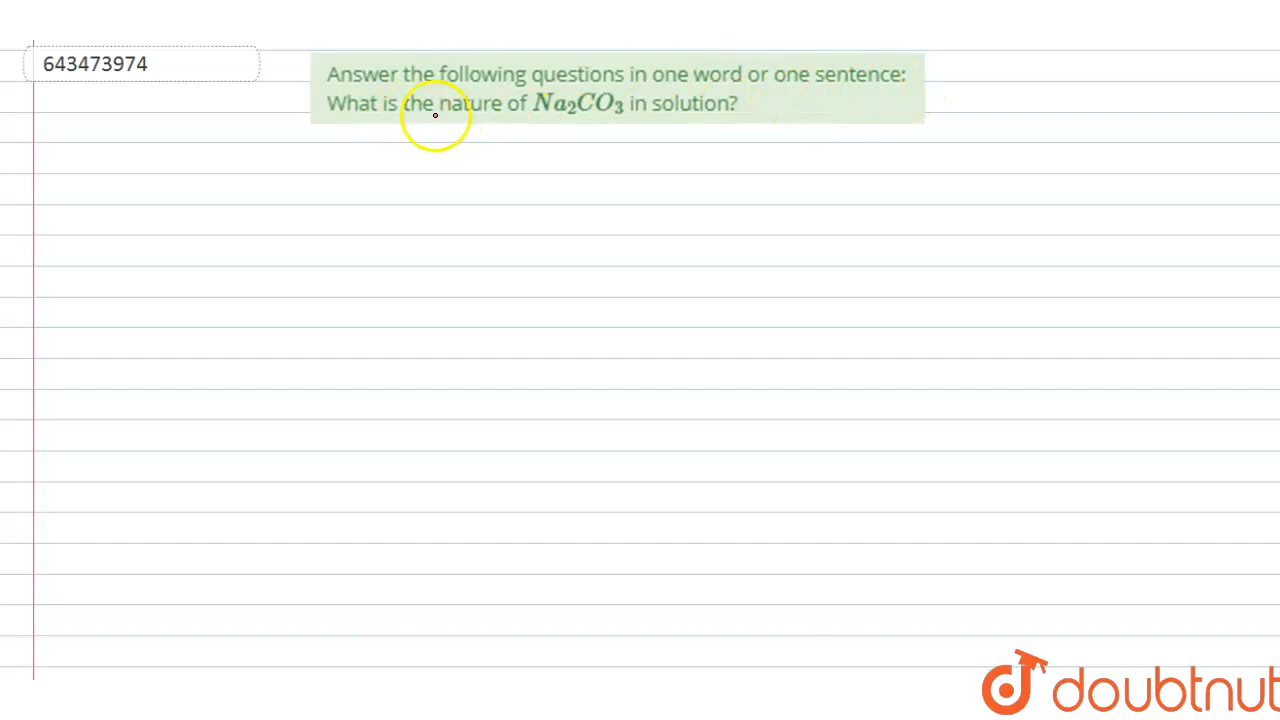 643473974
Answer the following questions in one word or one sentence:
What is the nature of Na₂CO₃ in solution?
doubtnut